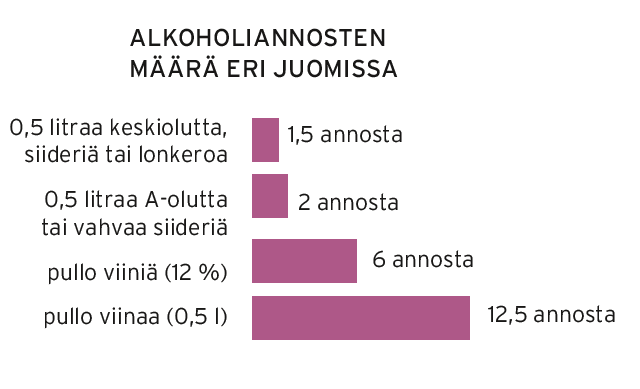 ALKOHOLIANNOSTEN
MÄÄRÄ ERI JUOMISSA
0,5 litraa keskiolutta,
siideriä tai lonkeroa
1,5 annosta
0,5 litraa A-olutta
tai vahvaa siideriä
2 annosta
pullo viiniä (12 %)
6 annosta
pullo viinaa (0,5 l)
12,5 annosta